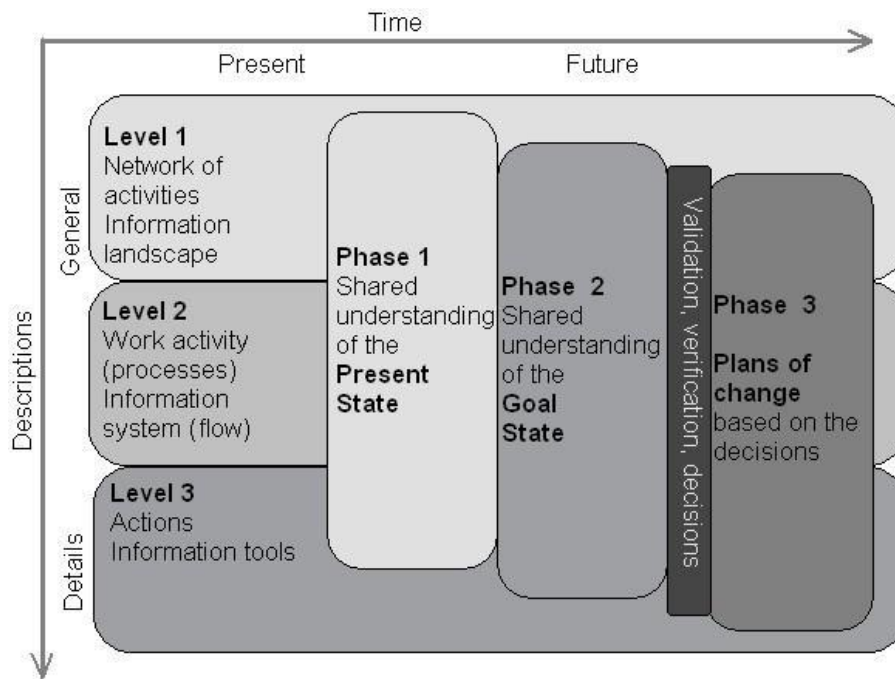 Time
Present
Future
Descriptions
General
Details
Level 1
Network of
activities
Information
landscape
Level 2
Work activity
(processes)
Information
system (flow)
Level 3
Actions
Information tools
Phase 1
Shared
understanding
of the
Present
State
Phase 2
Shared
understanding
of the
Goal
State
Validation, verification, decisions
Phase 3
Plans of
change
based on the
decisions